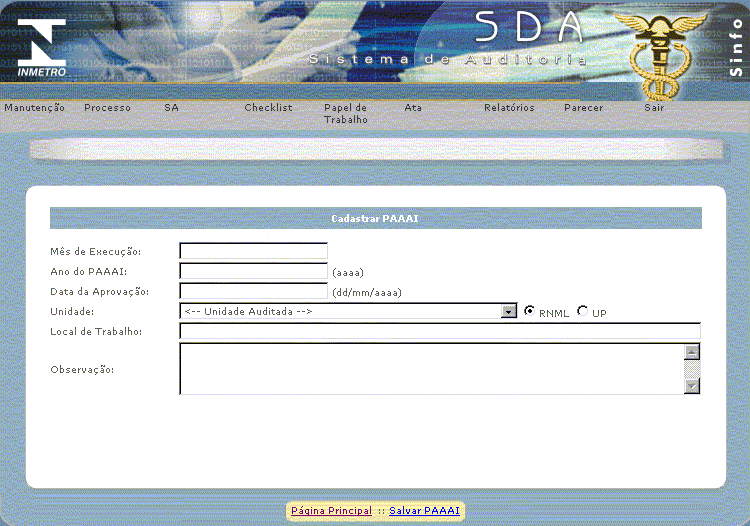 SDA
Sistema de Auditoria
INMETRO
Sinfo
Manutenção Processo SA Checklist Papel de Trabalho Ata Relatórios Parecer Sair
Cadastrar PAAAI
Mês de Execução:
Ano do PAAAI: (aaaa)
Data da Aprovação: (dd/mm/aaaa)
Unidade: <-- Unidade Auditada --> RNML UP
Local de Trabalho:
Observação:
Página Principal :: Salvar PAAAI